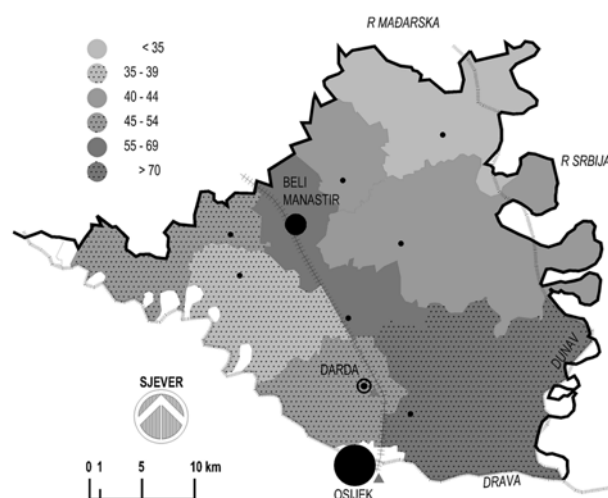 R MAĐARSKA
< 35
35 - 39
40 - 44
45 - 54
55 - 69
> 70
R SRBIJA
BELI
MANASTIR
DUNAV
DARDA
SJEVER
0 1 5 10 km
DRAVA
OSIJEK